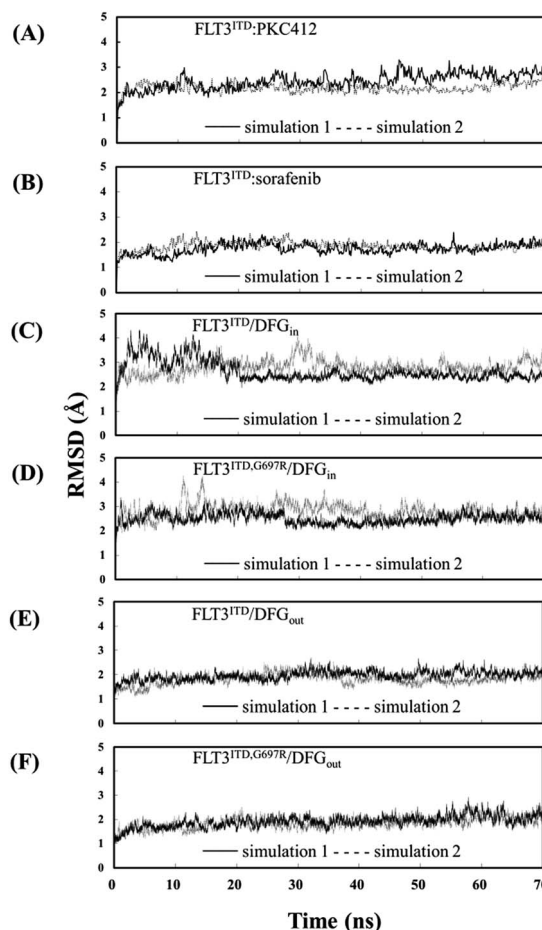 (A)
FLT3ITD:PKC412
5
4
3
2
1
0
simulation 1 simulation 2
(B)
FLT3ITD:sorafenib
5
4
3
2
1
0
simulation 1 simulation 2
(C)
FLT3ITD/DFGin
5
4
3
2
1
0
simulation 1 simulation 2
RMSD (Å)
(D)
FLT3ITD,G697R/DFGin
5
4
3
2
1
0
simulation 1 simulation 2
(E)
FLT3ITD/DFGout
5
4
3
2
1
0
simulation 1 simulation 2
(F)
FLT3ITD,G697R/DFGout
5
4
3
2
1
0
simulation 1 simulation 2
0 10 20 30 40 50 60 70
Time (ns)